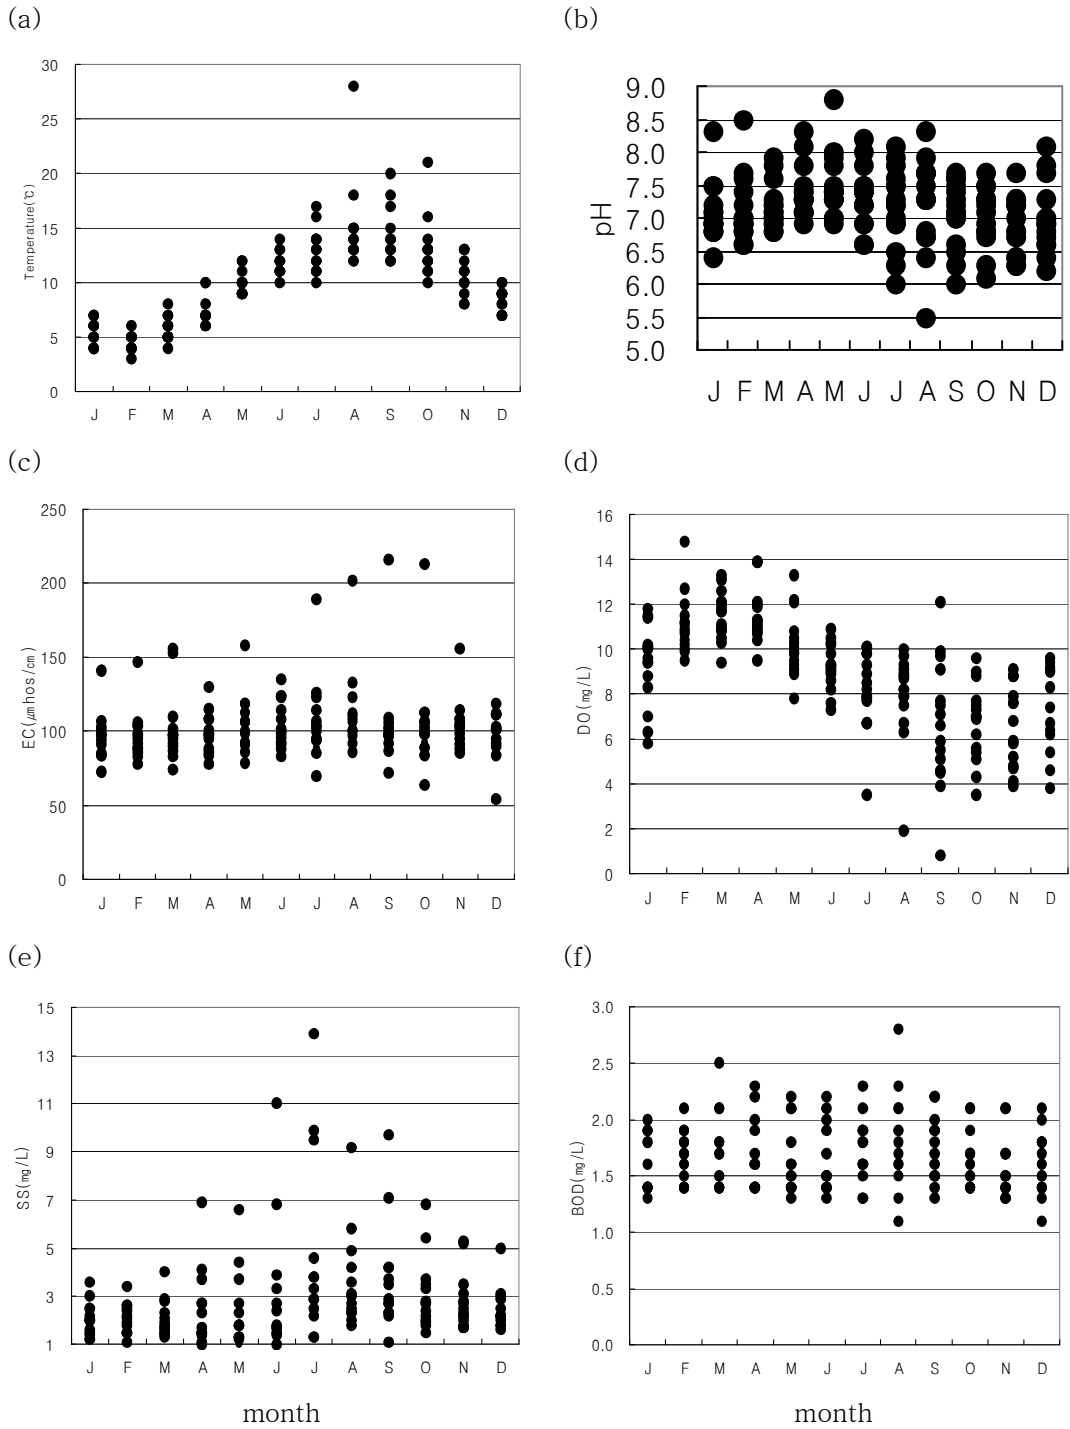 (a)
(b)
30
25
20
15
10
5
0
Temperature(℃)
J F M A M J J A S O N D
9.0
8.5
8.0
7.5
7.0
6.5
6.0
5.5
5.0
pH
J F M A M J J A S O N D
(c)
(d)
250
200
150
100
50
0
EC(㎛hos/㎝)
J F M A M J J A S O N D
16
14
12
10
8
6
4
2
0
DO(㎎/L)
J F M A M J J A S O N D
(e)
(f)
15
13
11
9
7
5
3
1
SS(㎎/L)
J F M A M J J A S O N D
month
3.0
2.5
2.0
1.5
1.0
0.5
0.0
BOD(㎎/L)
J F M A M J J A S O N D
month